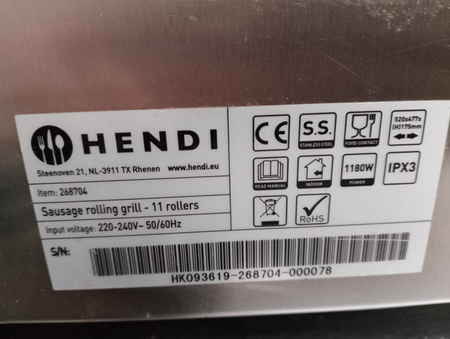 HENDI
Steenoven 21, NL-3911 TX Rhenen www.hendi.eu
Item: 268704
Sausage rolling grill - 11 rollers
Input voltage: 220-240V~ 50/60Hz
S/N:
HK093619-268704-000078
CE
S.S.
STAINLESS STEEL
FOOD CONTACT
520x477x
(H)175mm
READ MANUAL
INDOOR
1180W
POWER
IPX3
RoHS